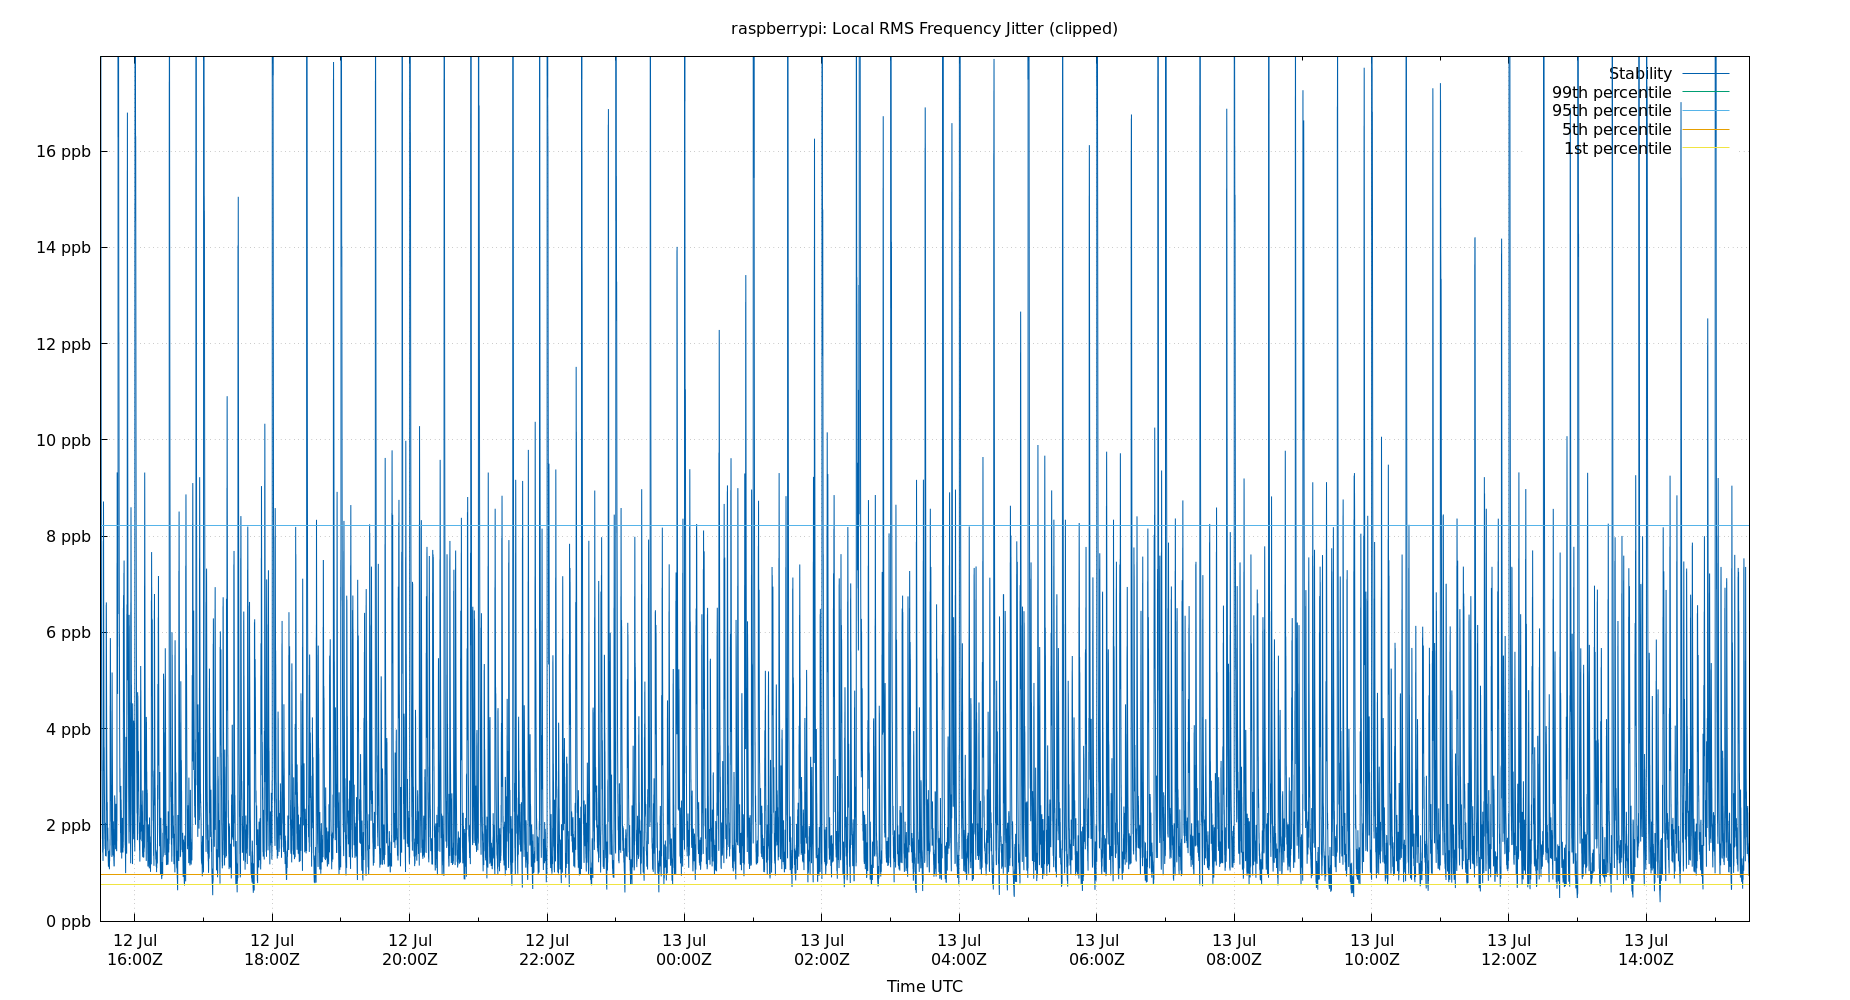 raspberrypi: Local RMS Frequency Jitter (clipped)
Stability
99th percentile
95th percentile
5th percentile
1st percentile
16 ppb
14 ppb
12 ppb
10 ppb
8 ppb
6 ppb
4 ppb
2 ppb
0 ppb
12 Jul 12 Jul 12 Jul 12 Jul 13 Jul 13 Jul 13 Jul 13 Jul 13 Jul 13 Jul 13 Jul 13 Jul
16:00Z 18:00Z 20:00Z 22:00Z 00:00Z 02:00Z 04:00Z 06:00Z 08:00Z 10:00Z 12:00Z 14:00Z
Time UTC